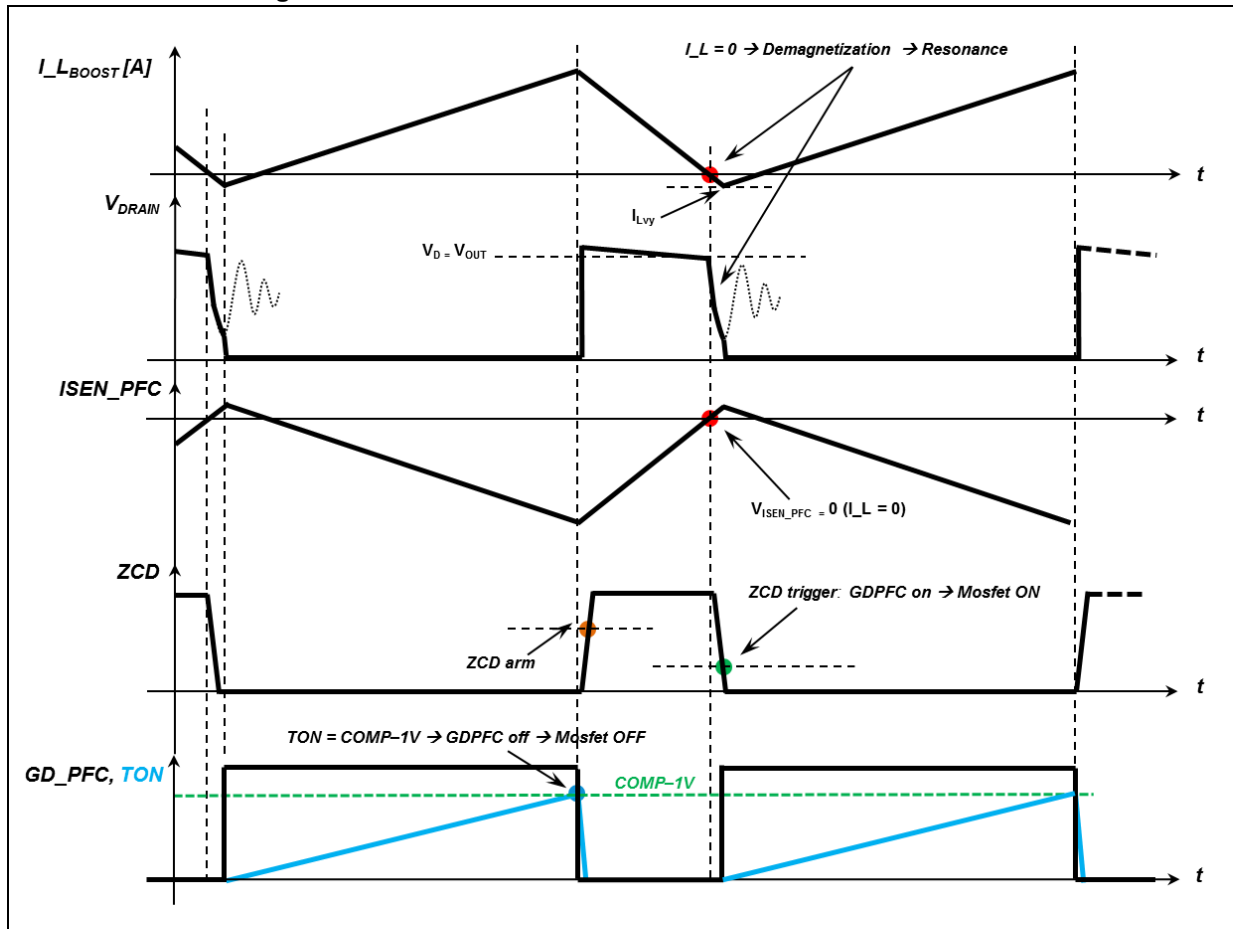 I_L = 0 → Demagnetization → Resonance
I_L_BOOST [A]
t
V_DRAIN
I_Lvy
V_D = V_OUT
t
ISEN_PFC
t
V_ISEN_PFC = 0 (I_L = 0)
ZCD
ZCD trigger: GDPFC on → Mosfet ON
ZCD arm
t
TON = COMP–1V → GDPFC off → Mosfet OFF
GD_PFC, TON
COMP–1V
t